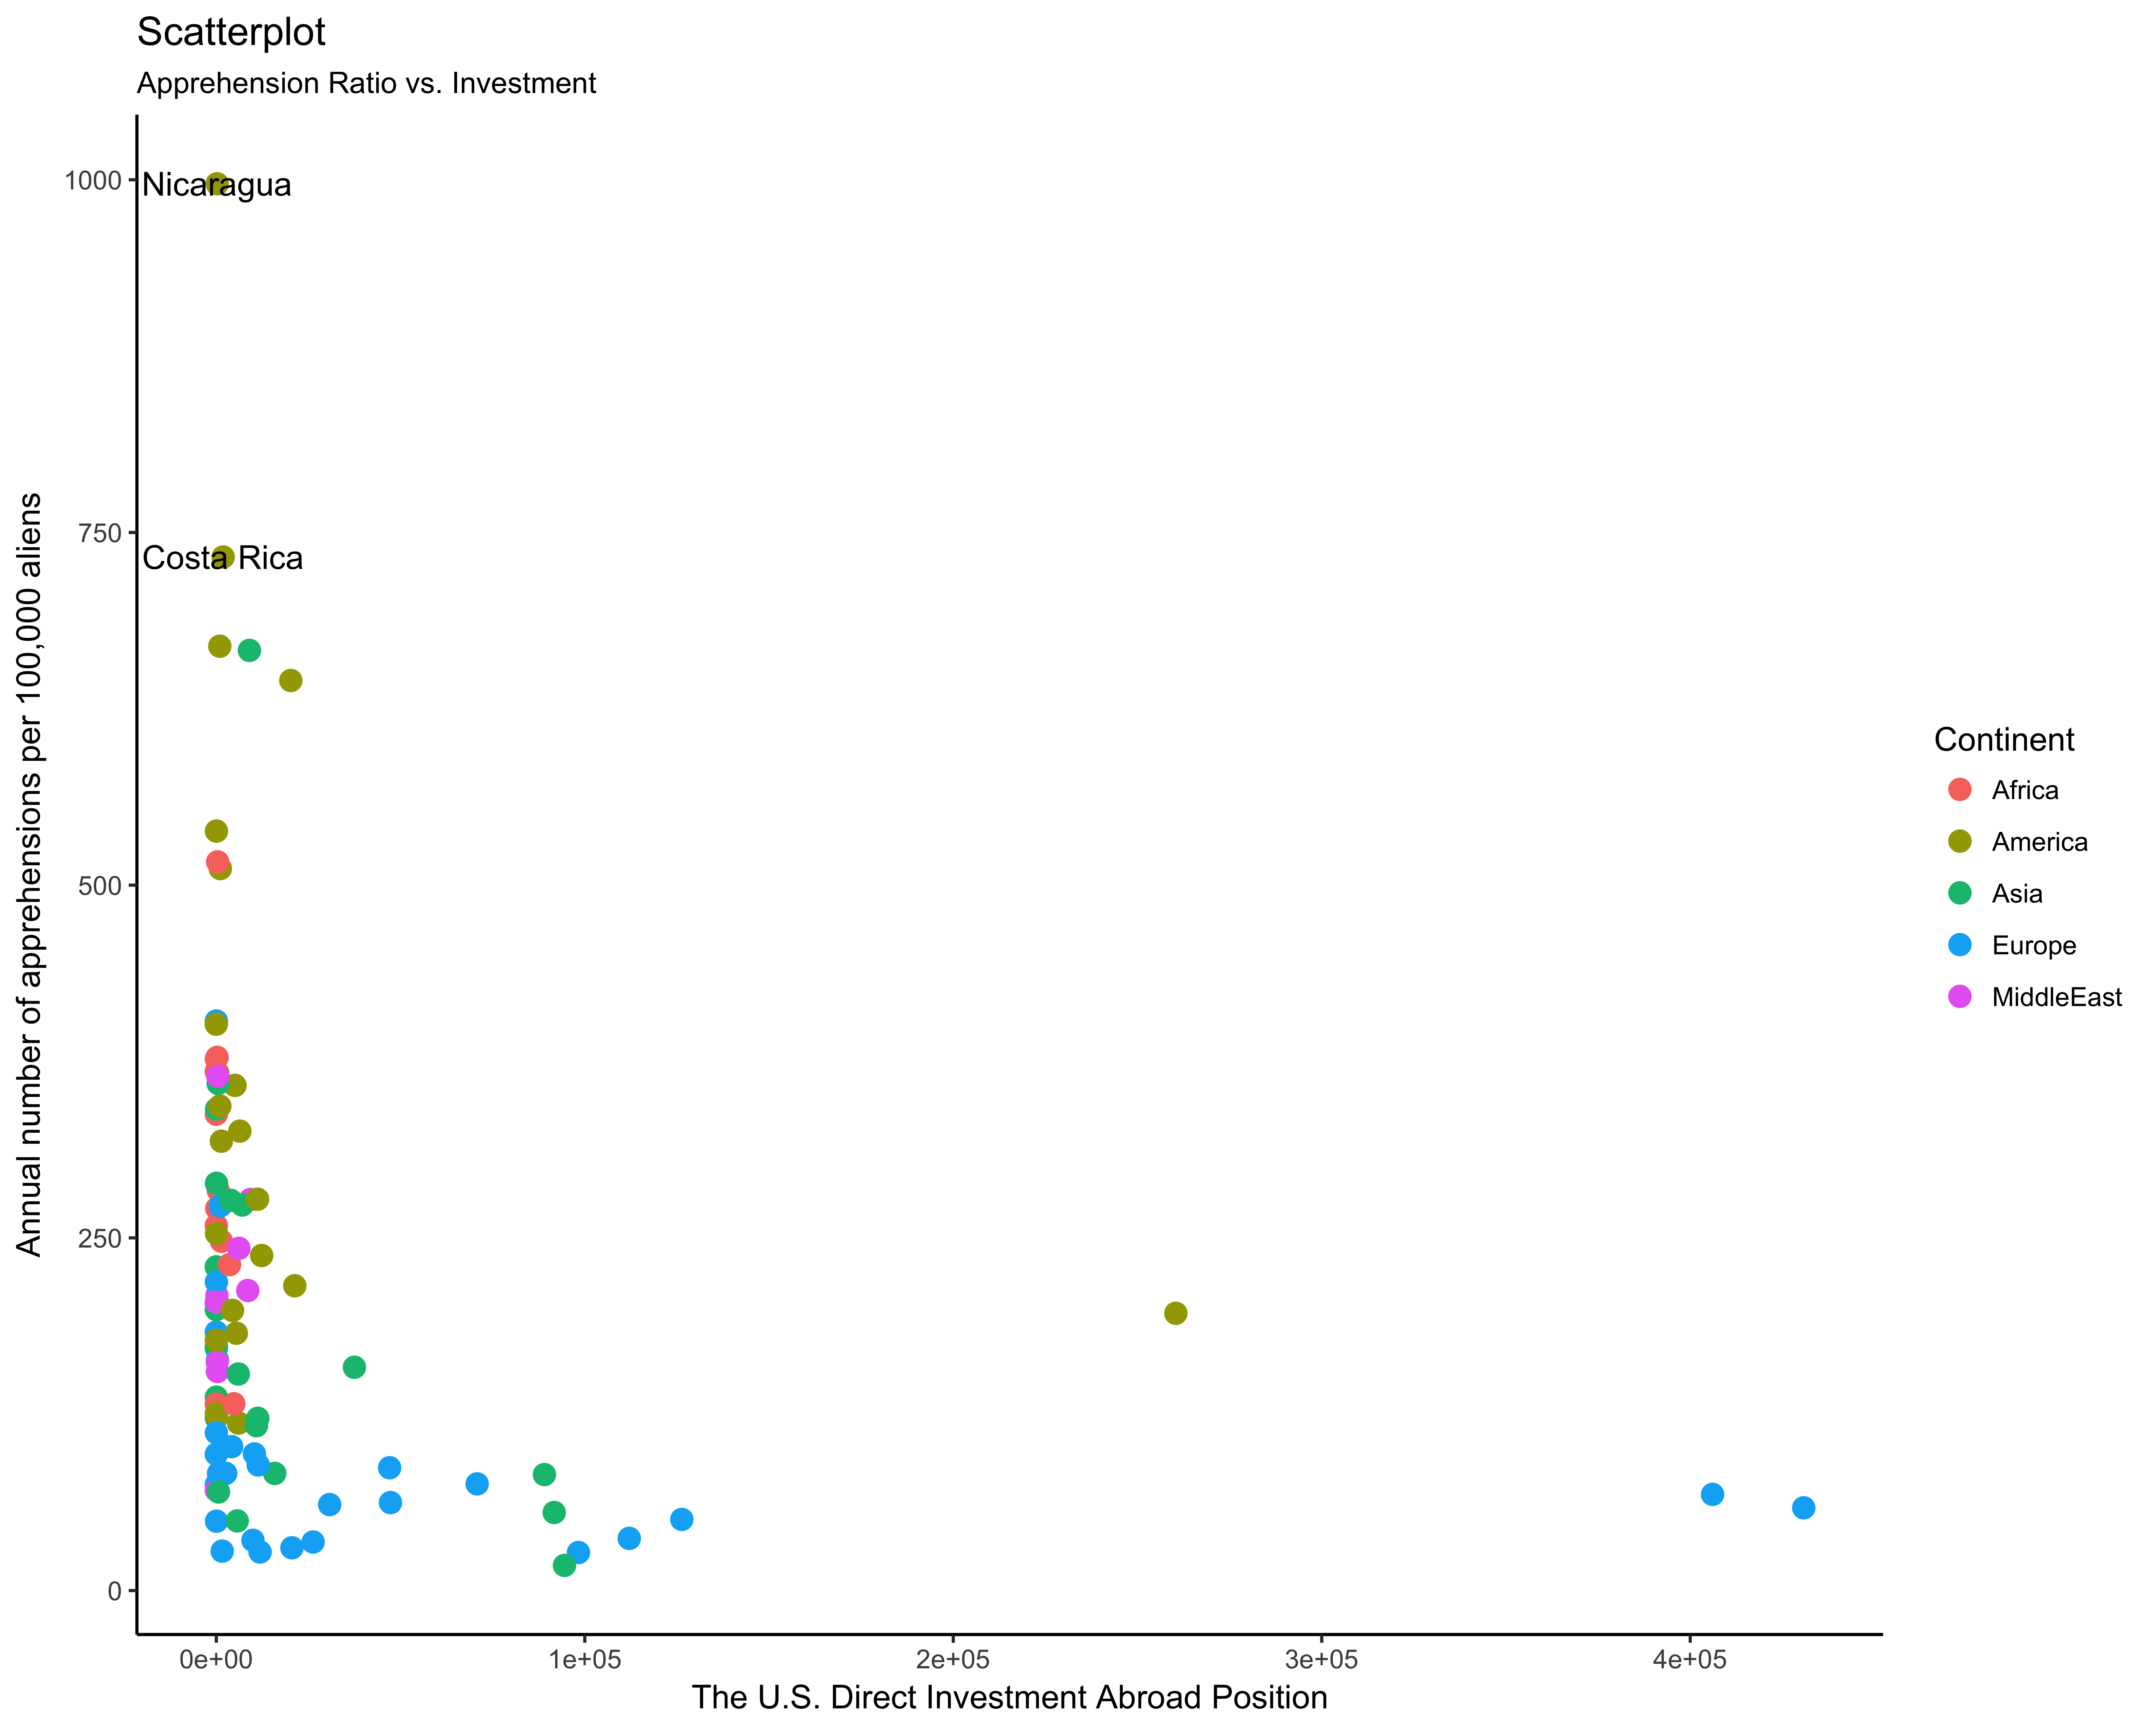 Scatterplot
Apprehension Ratio vs. Investment
Annual number of apprehensions per 100,000 aliens
1000
750
500
250
0
Nicaragua
Costa Rica
0e+00 1e+05 2e+05 3e+05 4e+05
The U.S. Direct Investment Abroad Position
Continent
Africa
America
Asia
Europe
MiddleEast